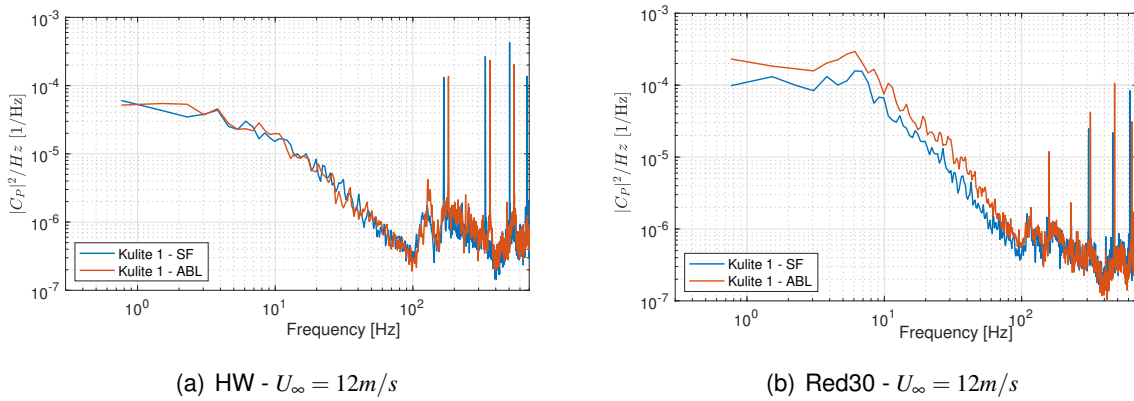 10^-3
10^-4
10^-5
10^-6
10^-7
|C_P|^2/Hz [1/Hz]
10^0
10^1
10^2
Frequency [Hz]
Kulite 1 - SF
Kulite 1 - ABL
(a) HW - U_∞ = 12m/s
10^-3
10^-4
10^-5
10^-6
10^-7
|C_P|^2/Hz [1/Hz]
10^0
10^1
10^2
Frequency [Hz]
Kulite 1 - SF
Kulite 1 - ABL
(b) Red30 - U_∞ = 12m/s